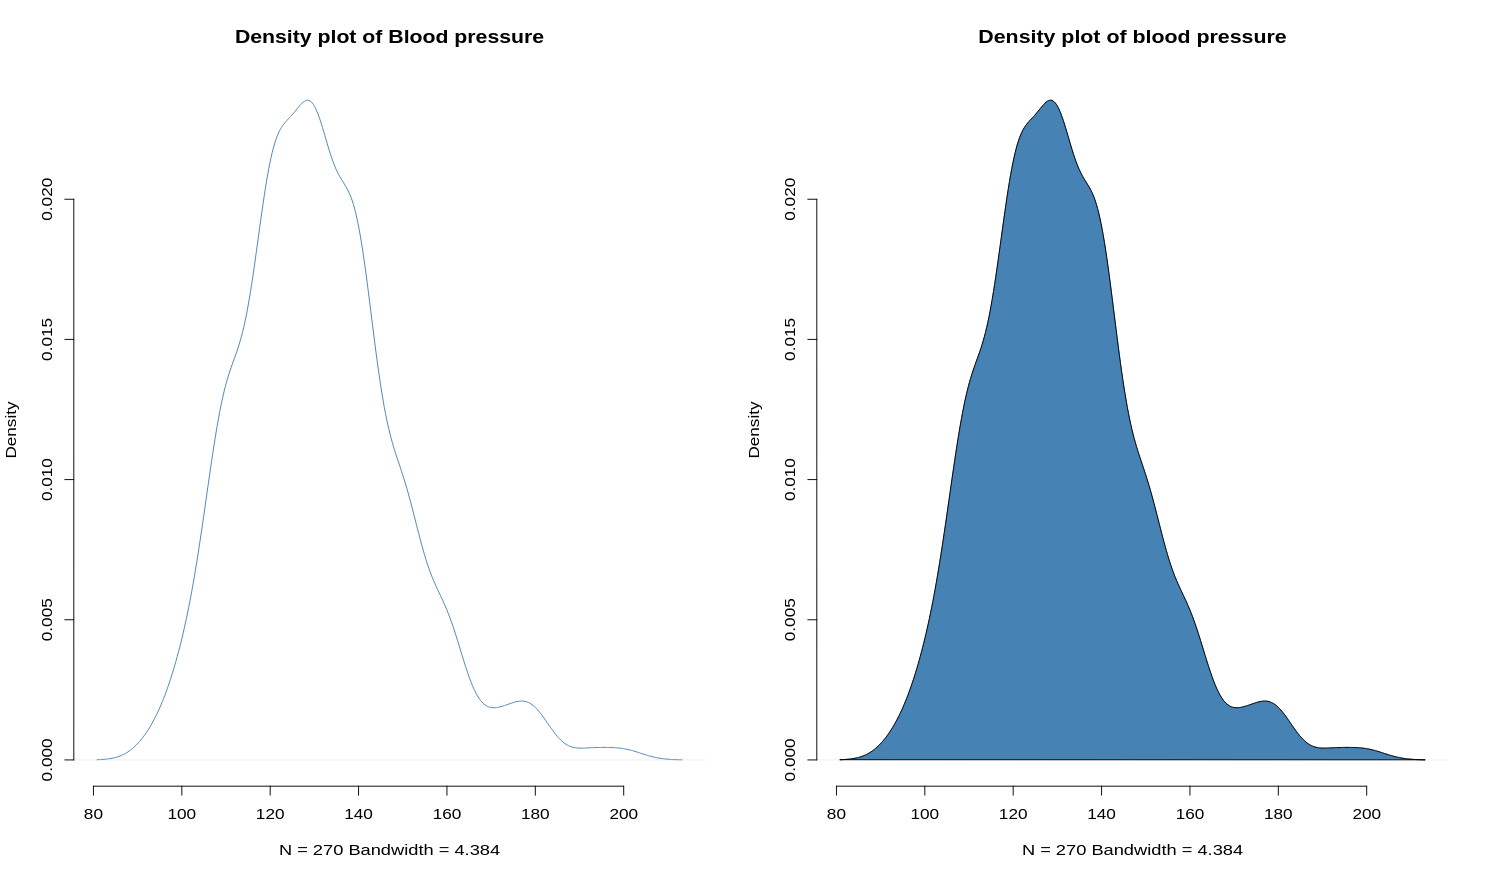 Density plot of Blood pressure
Density
0.000 0.005 0.010 0.015 0.020
80 100 120 140 160 180 200
N = 270 Bandwidth = 4.384
Density plot of blood pressure
Density
0.000 0.005 0.010 0.015 0.020
80 100 120 140 160 180 200
N = 270 Bandwidth = 4.384